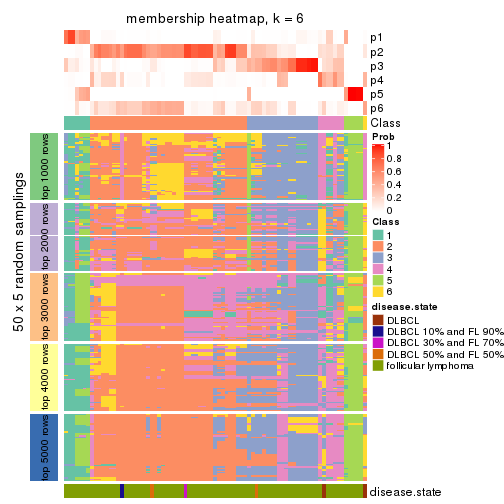 membership heatmap, k = 6
p1
p2
p3
p4
p5
p6
Class
50 x 5 random samplings
top 1000 rows
top 2000 rows
top 3000 rows
top 4000 rows
top 5000 rows
disease.state
Prob
1
0.8
0.6
0.4
0.2
0
Class
1
2
3
4
5
6
disease.state
DLBCL
DLBCL 10% and FL 90%
DLBCL 30% and FL 70%
DLBCL 50% and FL 50%
follicular lymphoma